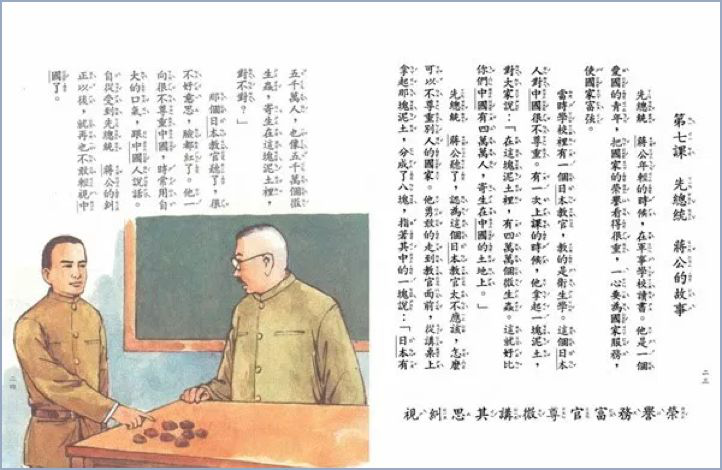 第七課　先總統　蔣公的故事
先總統　蔣公年輕的時候，在軍事學校讀書。他是一個
愛國的青年，把國家的榮譽看得很重，一心要為國家服務，
使國家富強。
當時學校裡有一個日本教官，教的是衛生學。這個日本
人對中國很不尊重。有一次上課的時候，他拿起一塊泥土，
對大家說：「在這塊泥土裡，有四萬萬個微生蟲。這就好比
你們中國有四萬萬人，寄生在中國的土地上。」
先總統　蔣公聽了，認為這個日本教官太不應該，怎麼
可以不尊重別人的國家。他勇敢的走到教官面前，從講桌上
拿起那塊泥土，分成了八塊，指著其中的一塊說：「日本有
榮譽務富官尊微講其思糾視
二三
五千萬人，也像五千萬個微
生蟲，寄生在這塊泥土裡，
對不對？」
那個日本教官聽了，很
不好意思，臉都紅了。他一
向很不尊重中國，時常用自
大的口氣，跟中國人說話。
自從受到先總統　蔣公的糾
正以後，就再也不敢輕視中
國了。
二四